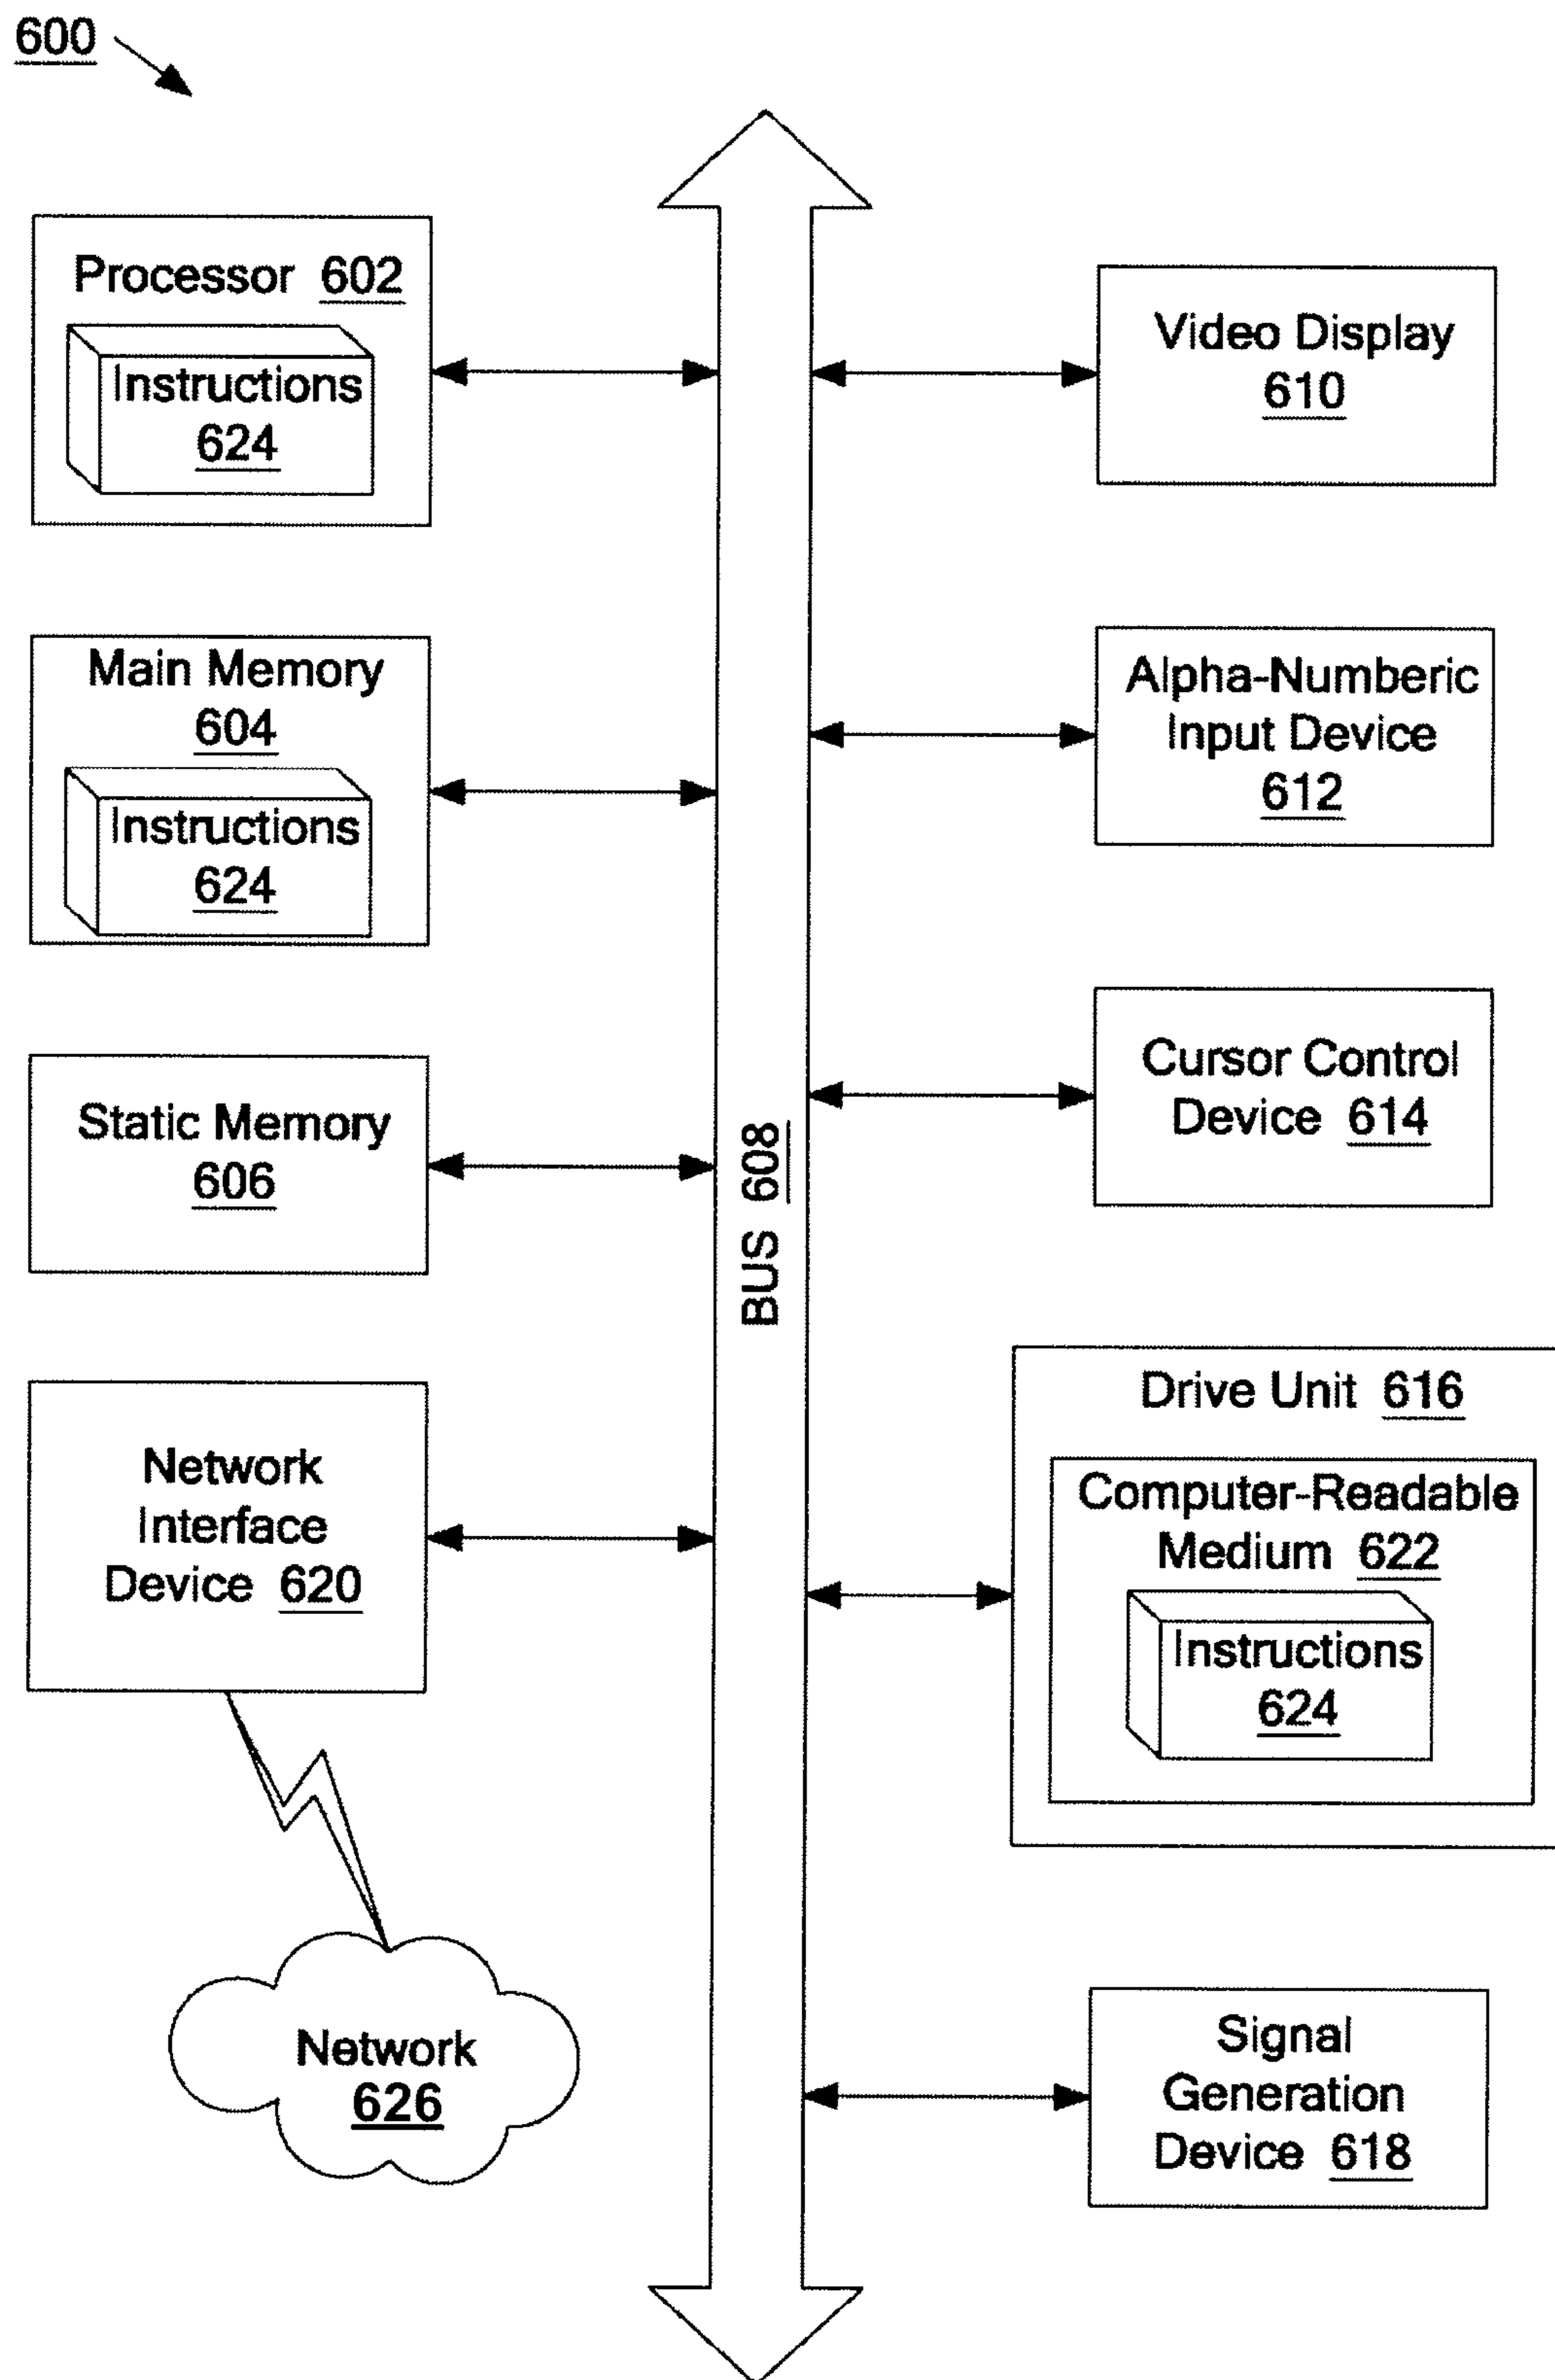 600
Processor 602
Instructions
624
Main Memory
604
Instructions
624
Static Memory
606
Network
Interface
Device 620
Network
626
BUS 608
Video Display
610
Alpha-Numberic
Input Device
612
Cursor Control
Device 614
Drive Unit 616
Computer-Readable
Medium 622
Instructions
624
Signal
Generation
Device 618